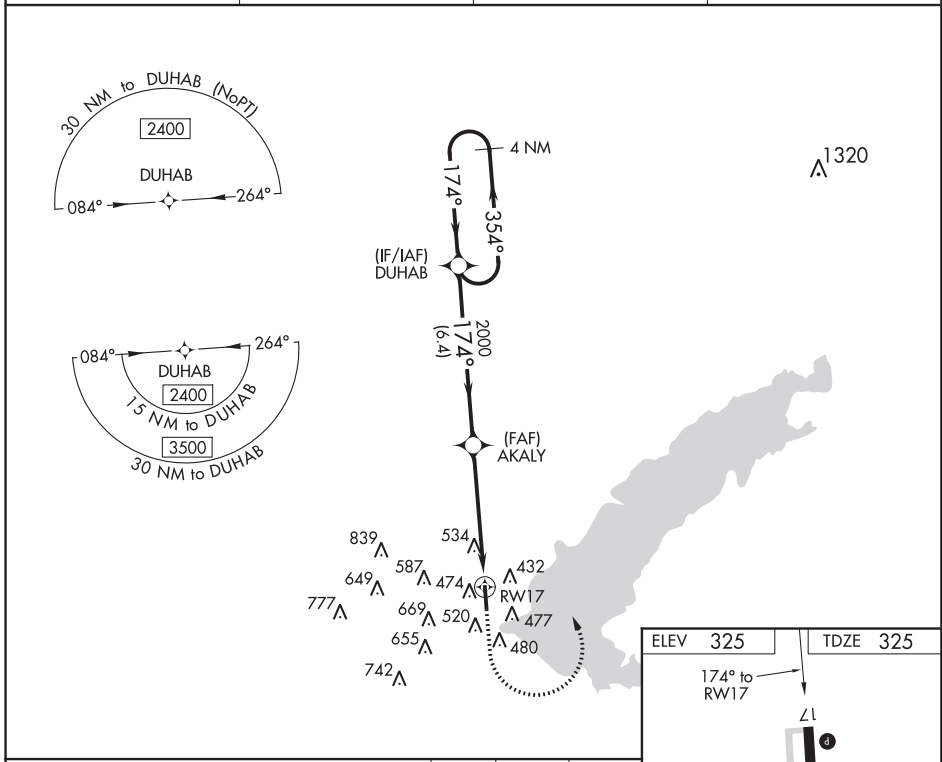 30 NM to DUHAB (NoPT)
2400
DUHAB
084°
264°
4 NM
174°
354°
1320
(IF/IAF)
DUHAB
2000
174°
(6.4)
084°
264°
DUHAB
2400
15 NM to DUHAB
3500
30 NM to DUHAB
(FAF)
AKALY
839
534
587
432
649
474
RW17
777
669
520
477
655
480
742
ELEV 325
TDZE 325
174° to
RW17
17
P